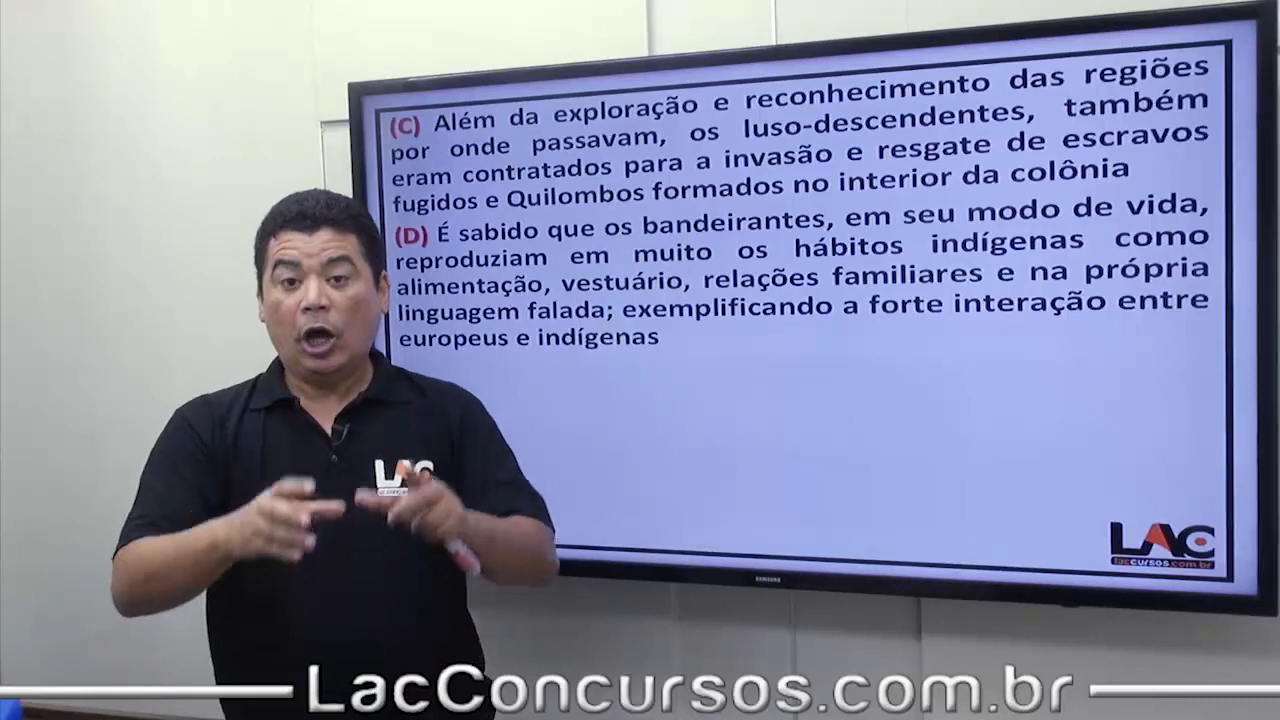 (C) Além da exploração e reconhecimento das regiões
por onde passavam, os luso-descendentes, também
eram contratados para a invasão e resgate de escravos
fugidos e Quilombos formados no interior da colônia
(D) É sabido que os bandeirantes, em seu modo de vida,
reproduziam em muito os hábitos indígenas como
alimentação, vestuário, relações familiares e na própria
linguagem falada; exemplificando a forte interação entre
europeus e indígenas
LAC
LAC
laccursos.com.br
SAMSUNG
LacConcursos.com.br